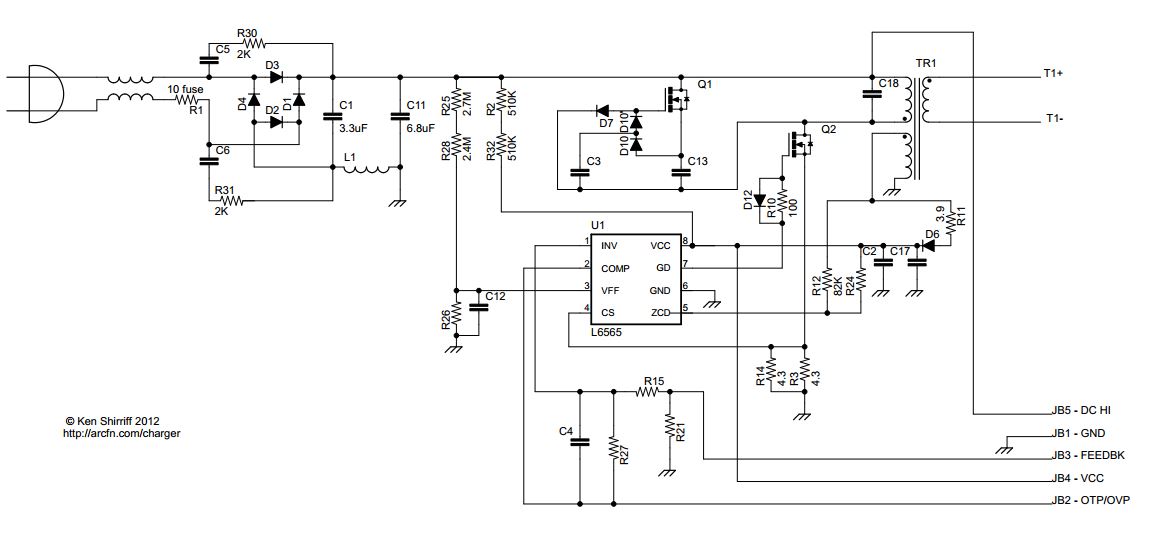 R30
C5
2K
D3
10 fuse
R1
D4
D1
D2
C1
3.3uF
C11
6.8uF
C6
L1
R31
2K
R25
2.7M
R2
510K
R28
2.4M
R32
510K
Q1
D7
D10'
D10
C3
C13
C18
TR1
T1+
T1-
Q2
D12
R10
100
3.9
R11
D6
U1
1 INV VCC 8
2 COMP GD 7
3 VFF GND 6
4 CS ZCD 5
L6565
C2
C17
R12
82K
R24
R26
C12
R14
4.3
R3
4.3
R15
R21
C4
R27
JB5 - DC HI
JB1 - GND
JB3 - FEEDBK
JB4 - VCC
JB2 - OTP/OVP
© Ken Shirriff 2012
http://arcfn.com/charger